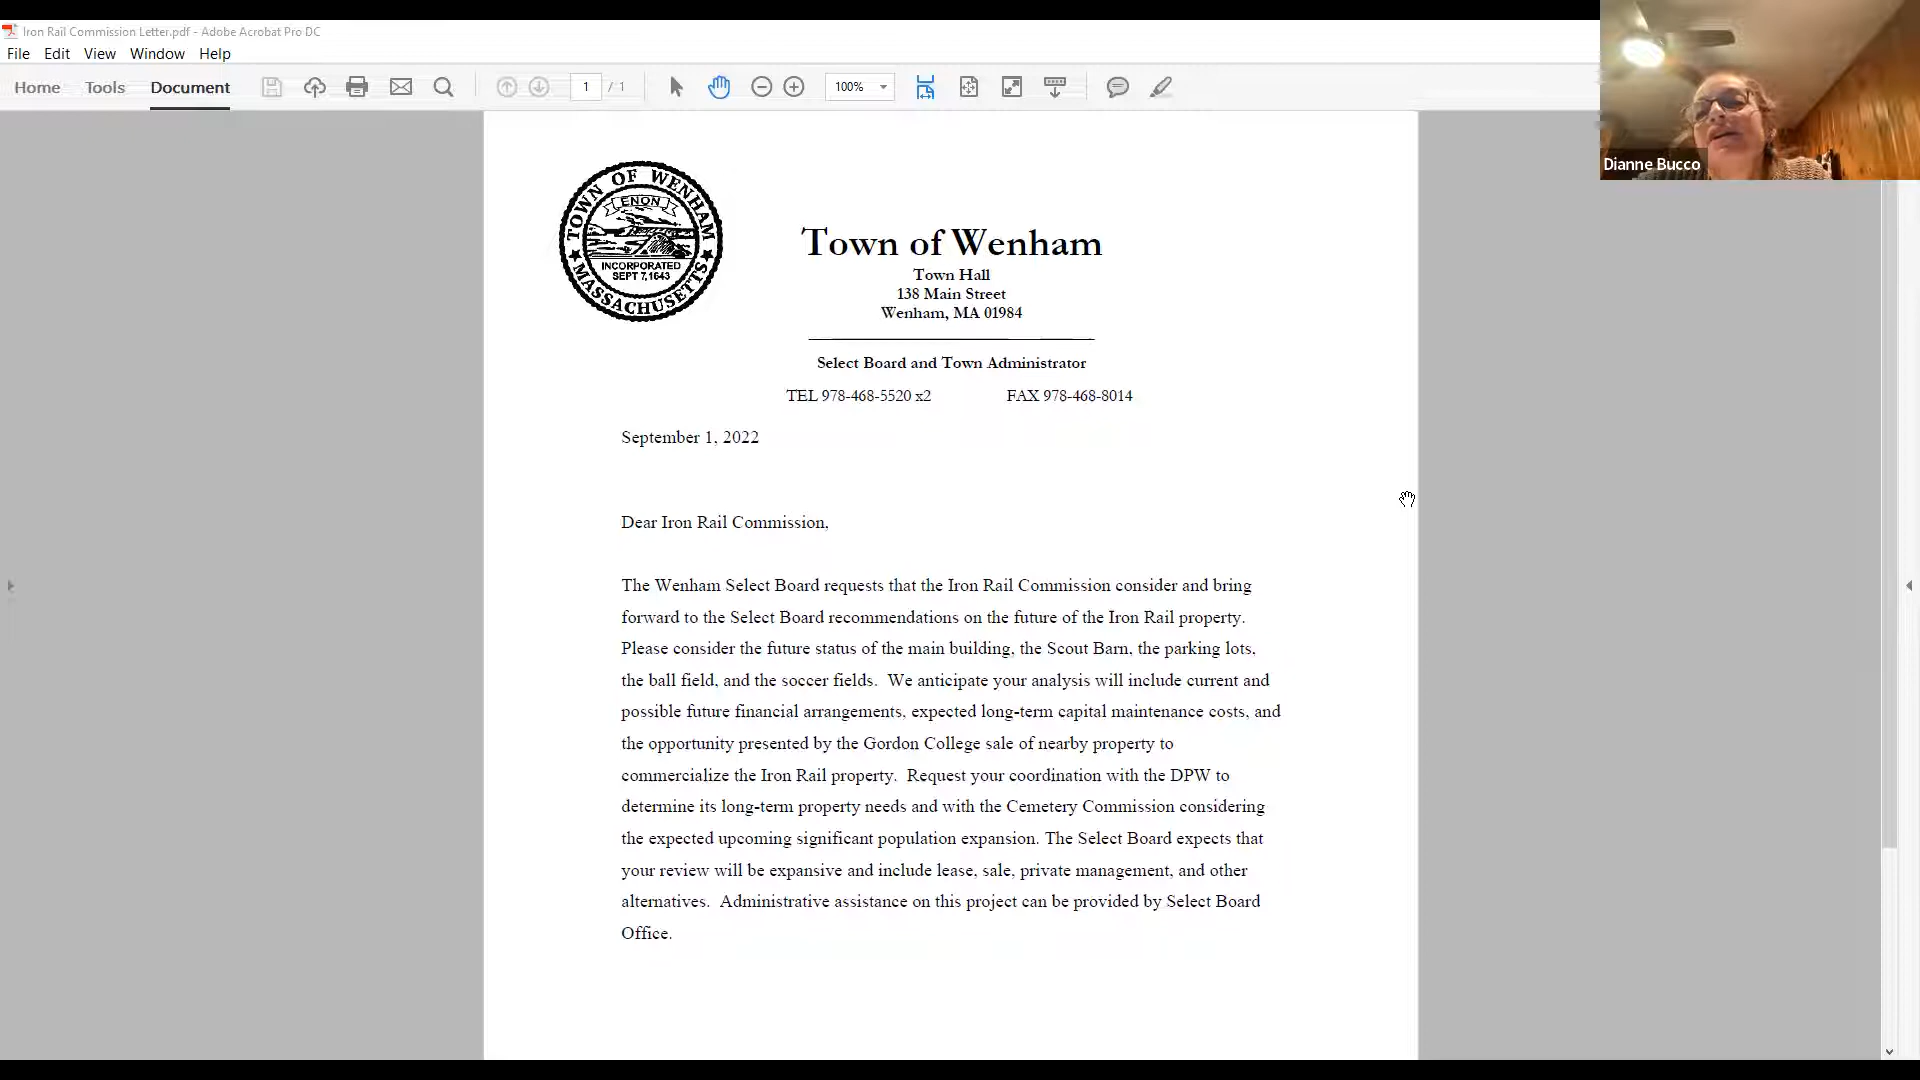 Iron Rail Commission Letter.pdf - Adobe Acrobat Pro DC
File Edit View Window Help
Home Tools Document 1 / 1 100%
Dianne Bucco
TOWN OF WENHAM
ENON
INCORPORATED
SEPT 7, 1643
MASSACHUSETTS
Town of Wenham
Town Hall
138 Main Street
Wenham, MA 01984
Select Board and Town Administrator
TEL 978-468-5520 x2 FAX 978-468-8014
September 1, 2022
Dear Iron Rail Commission,
The Wenham Select Board requests that the Iron Rail Commission consider and bring
forward to the Select Board recommendations on the future of the Iron Rail property.
Please consider the future status of the main building, the Scout Barn, the parking lots,
the ball field, and the soccer fields.  We anticipate your analysis will include current and
possible future financial arrangements, expected long-term capital maintenance costs, and
the opportunity presented by the Gordon College sale of nearby property to
commercialize the Iron Rail property.  Request your coordination with the DPW to
determine its long-term property needs and with the Cemetery Commission considering
the expected upcoming significant population expansion. The Select Board expects that
your review will be expansive and include lease, sale, private management, and other
alternatives.  Administrative assistance on this project can be provided by Select Board
Office.